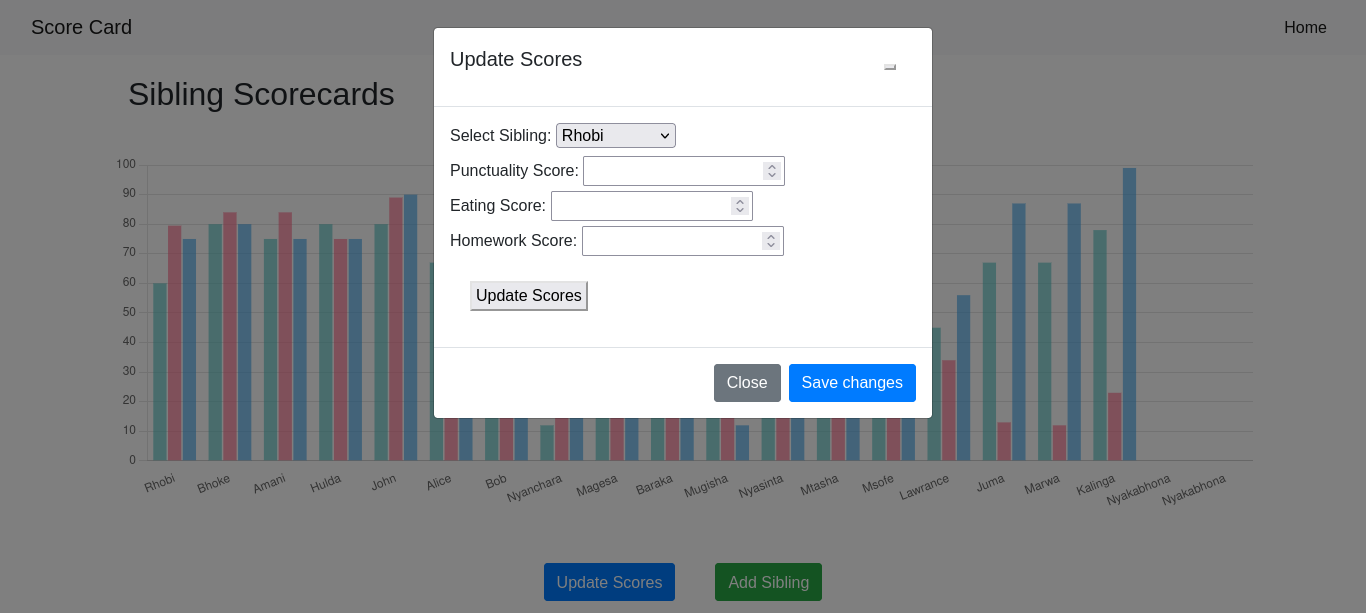 Score Card
Home
Update Scores
Sibling Scorecards
Select Sibling: Rhobi
Punctuality Score:
Eating Score:
Homework Score:
Update Scores
Close
Save changes
100
90
80
70
60
50
40
30
20
10
0
Rhobi
Bhoke
Amani
Hulda
John
Alice
Bob
Nyanchara
Magesa
Baraka
Mugisha
Nyasinta
Mtasha
Msofe
Lawrance
Juma
Marwa
Kalinga
Nyakabhona
Nyakabhona
Update Scores
Add Sibling